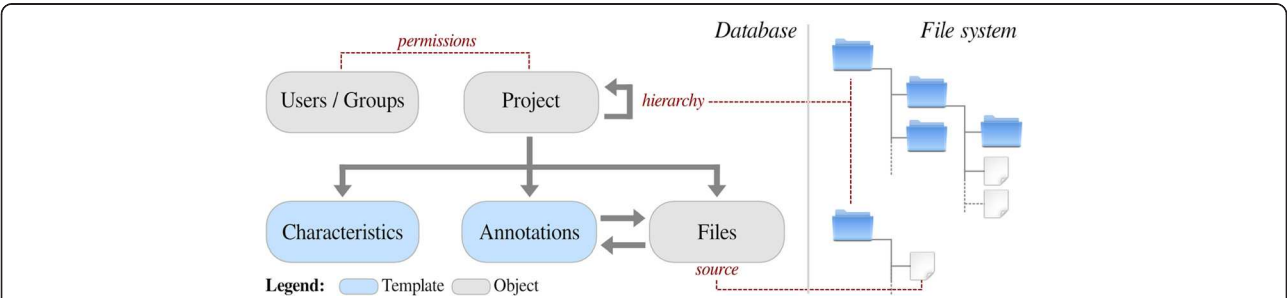 Database
File system
permissions
Users / Groups
Project
hierarchy
Characteristics
Annotations
Files
source
Legend: Template Object